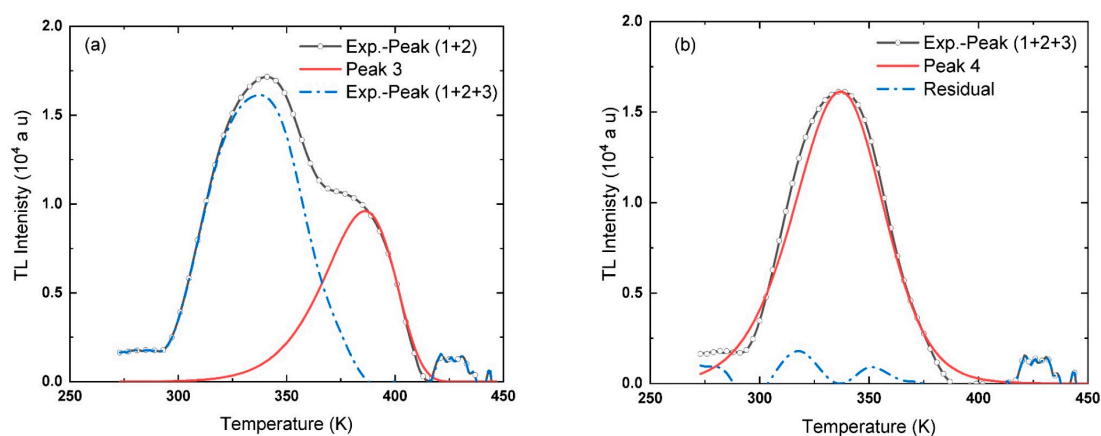 (a)
Exp.-Peak (1+2)
Peak 3
Exp.-Peak (1+2+3)
TL Intenisty (10⁴ a u)
2.0
1.5
1.0
0.5
0.0
250 300 350 400 450
Temperature (K)
(b)
Exp.-Peak (1+2+3)
Peak 4
Residual
TL Intenisty (10⁴ a u)
2.0
1.5
1.0
0.5
0.0
250 300 350 400 450
Temperature (K)